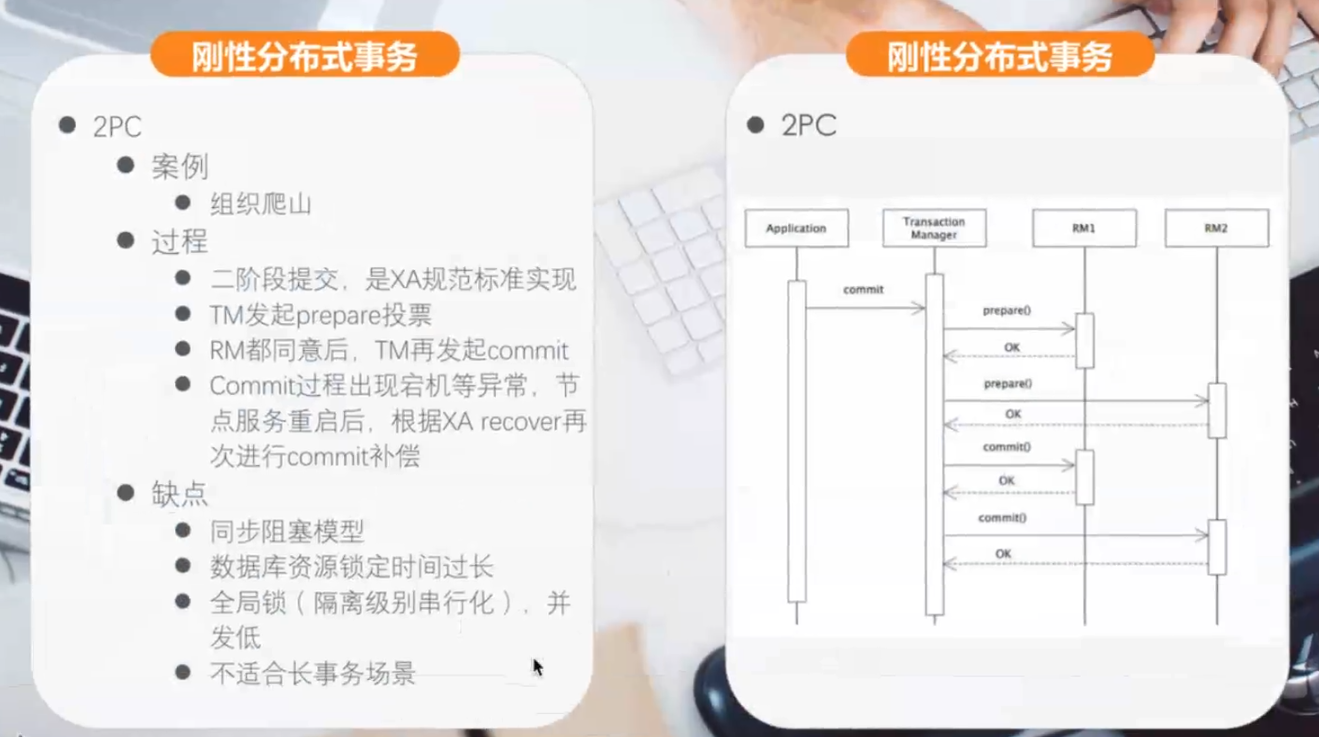 刚性分布式事务
2PC
案例
组织爬山
过程
二阶段提交，是XA规范标准实现
TM发起prepare投票
RM都同意后，TM再发起commit
Commit过程出现宕机等异常，节
点服务重启后，根据XA recover再
次进行commit补偿
缺点
同步阻塞模型
数据库资源锁定时间过长
全局锁（隔离级别串行化），并
发低
不适合长事务场景
刚性分布式事务
2PC
Application
Transaction
Manager
RM1
RM2
commit
prepare()
OK
prepare()
OK
commit()
OK
commit()
OK